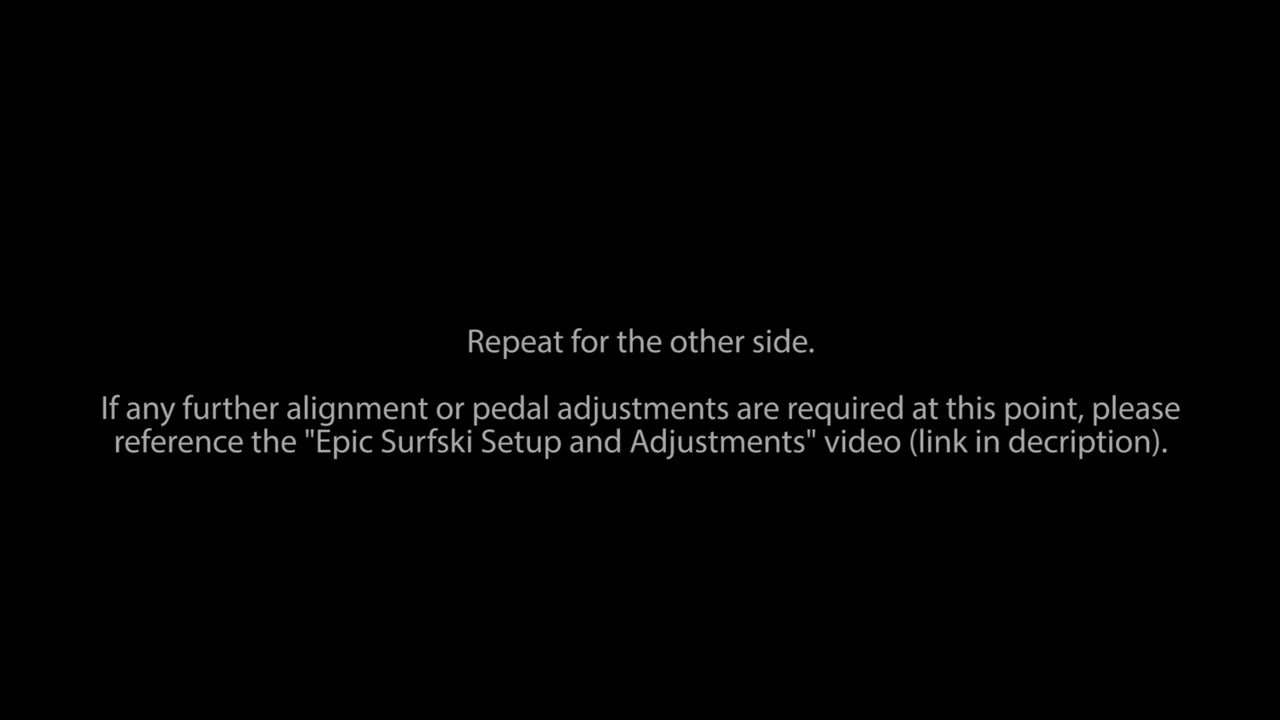 Repeat for the other side.
If any further alignment or pedal adjustments are required at this point, please
reference the "Epic Surfski Setup and Adjustments" video (link in decription).